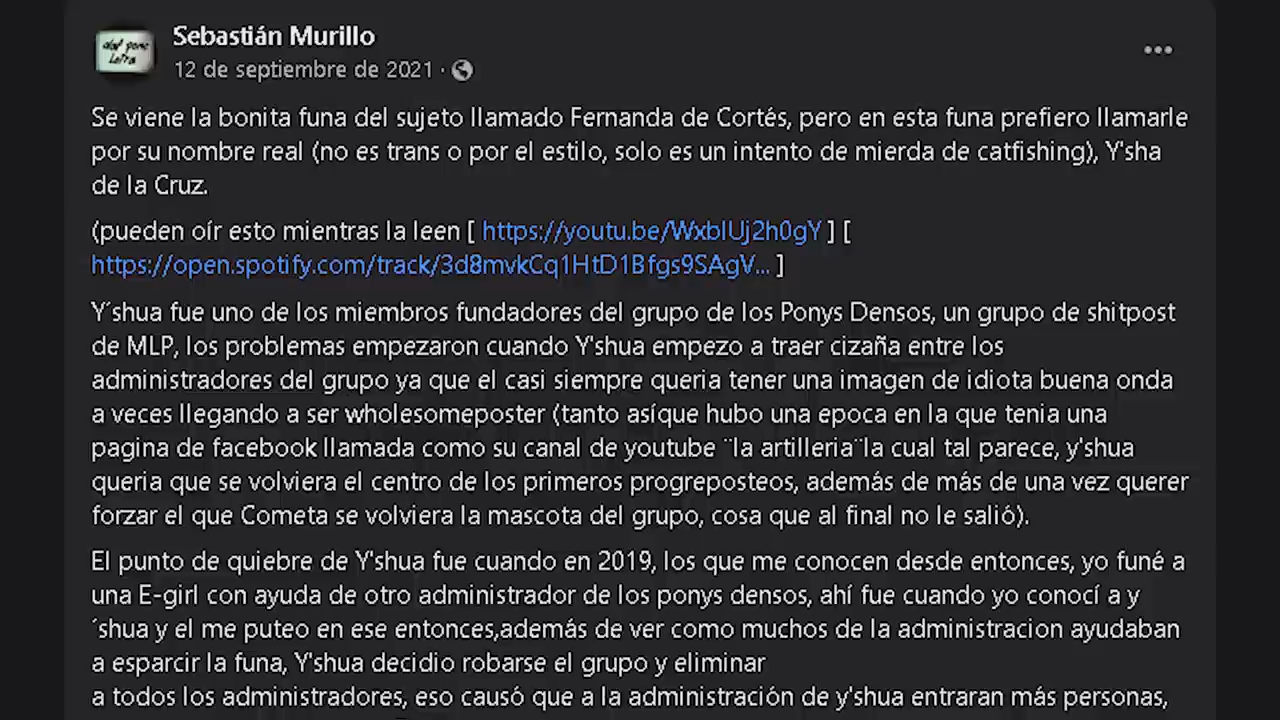 abal pone
Letra
Sebastián Murillo
12 de septiembre de 2021 ·
Se viene la bonita funa del sujeto llamado Fernanda de Cortés, pero en esta funa prefiero llamarle
por su nombre real (no es trans o por el estilo, solo es un intento de mierda de catfishing), Y'sha
de la Cruz.
(pueden oír esto mientras la leen [ https://youtu.be/WxblUj2h0gY ] [
https://open.spotify.com/track/3d8mvkCq1HtD1Bfgs9SAgV... ]
Y´shua fue uno de los miembros fundadores del grupo de los Ponys Densos, un grupo de shitpost
de MLP, los problemas empezaron cuando Y'shua empezo a traer cizaña entre los
administradores del grupo ya que el casi siempre queria tener una imagen de idiota buena onda
a veces llegando a ser wholesomeposter (tanto asíque hubo una epoca en la que tenia una
pagina de facebook llamada como su canal de youtube ¨la artilleria¨la cual tal parece, y'shua
queria que se volviera el centro de los primeros progreposteos, además de más de una vez querer
forzar el que Cometa se volviera la mascota del grupo, cosa que al final no le salió).
El punto de quiebre de Y'shua fue cuando en 2019, los que me conocen desde entonces, yo funé a
una E-girl con ayuda de otro administrador de los ponys densos, ahí fue cuando yo conocí a y
´shua y el me puteo en ese entonces,además de ver como muchos de la administracion ayudaban
a esparcir la funa, Y'shua decidio robarse el grupo y eliminar
a todos los administradores, eso causó que a la administración de y'shua entraran más personas,